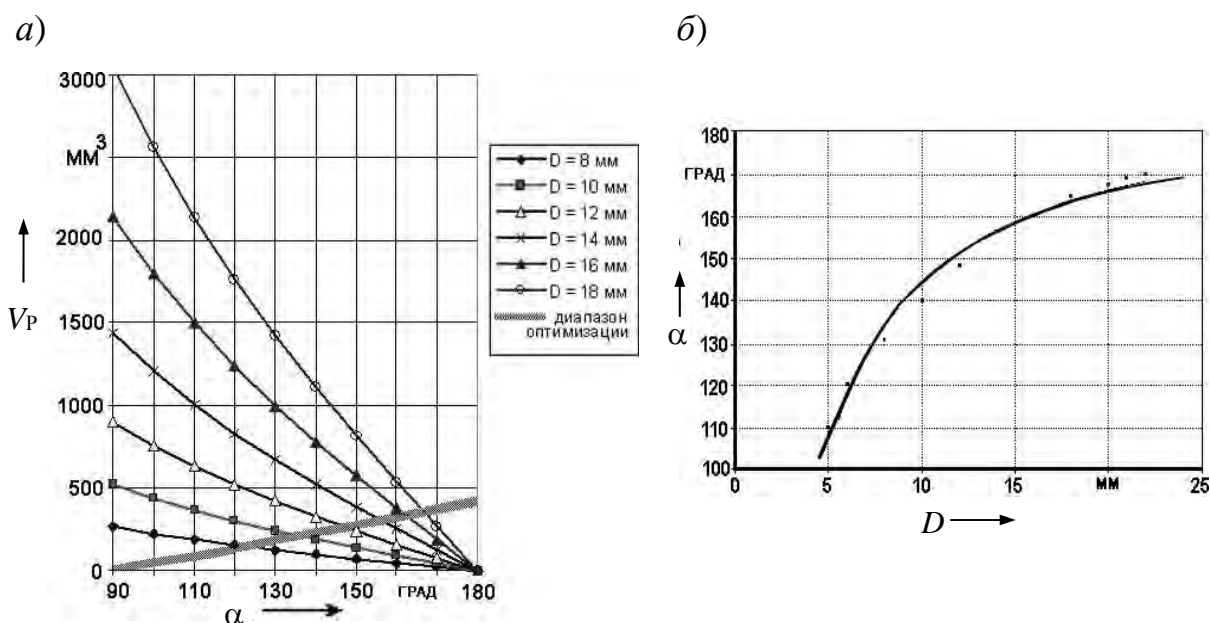 а)
3000
ММ³
2000
VP
1500
1000
500
0
90
110
130
150
ГРАД
180
α
D = 8 мм
D = 10 мм
D = 12 мм
D = 14 мм
D = 16 мм
D = 18 мм
диапазон
оптимизации
б)
180
ГРАД
160
150
α
140
130
120
110
100
0
5
10
15
ММ
25
D